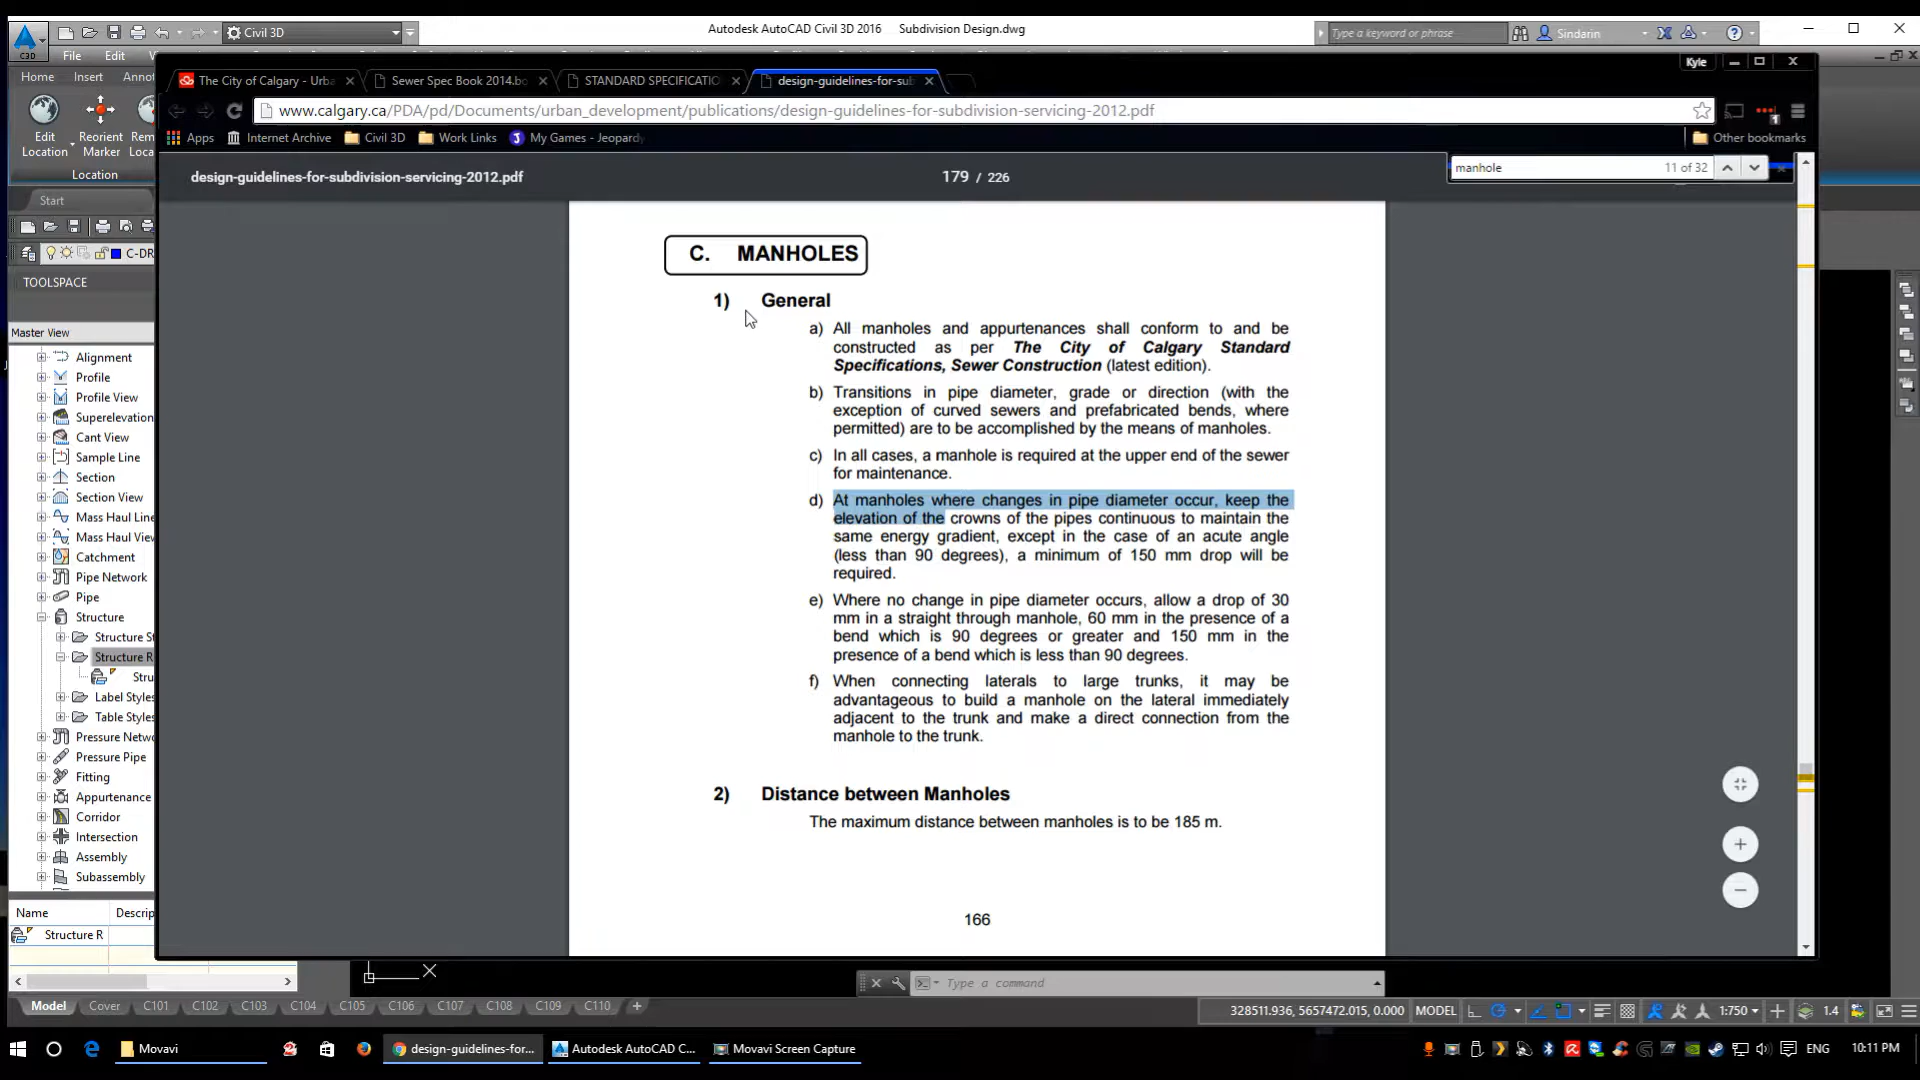 Civil 3D
Autodesk AutoCAD Civil 3D 2016 Subdivision Design.dwg
Type a keyword or phrase
Sindarin
C3D
File Edit
Home Insert
Kyle
The City of Calgary - Urba
Sewer Spec Book 2014.bo
STANDARD SPECIFICATIO
design-guidelines-for-sub
www.calgary.ca/PDA/pd/Documents/urban_development/publications/design-guidelines-for-subdivision-servicing-2012.pdf
Apps Internet Archive Civil 3D Work Links My Games - Jeopardy
Other bookmarks
Edit
Location
Reorient
Marker
Location
design-guidelines-for-subdivision-servicing-2012.pdf
179 / 226
manhole 11 of 32
Start
C-DR
TOOLSPACE
Master View
Alignment
Profile
Profile View
Superelevation
Cant View
Sample Line
Section
Section View
Mass Haul Line
Mass Haul View
Catchment
Pipe Network
Pipe
Structure
Structure St
Structure R
Stru
Label Styles
Table Styles
Pressure Netwo
Pressure Pipe
Fitting
Appurtenance
Corridor
Intersection
Assembly
Subassembly
Name Descrip
Structure R
C. MANHOLES
1) General
a) All manholes and appurtenances shall conform to and be
constructed as per The City of Calgary Standard
Specifications, Sewer Construction (latest edition).
b) Transitions in pipe diameter, grade or direction (with the
exception of curved sewers and prefabricated bends, where
permitted) are to be accomplished by the means of manholes.
c) In all cases, a manhole is required at the upper end of the sewer
for maintenance.
d) At manholes where changes in pipe diameter occur, keep the
elevation of the crowns of the pipes continuous to maintain the
same energy gradient, except in the case of an acute angle
(less than 90 degrees), a minimum of 150 mm drop will be
required.
e) Where no change in pipe diameter occurs, allow a drop of 30
mm in a straight through manhole, 60 mm in the presence of a
bend which is 90 degrees or greater and 150 mm in the
presence of a bend which is less than 90 degrees.
f) When connecting laterals to large trunks, it may be
advantageous to build a manhole on the lateral immediately
adjacent to the trunk and make a direct connection from the
manhole to the trunk.
2) Distance between Manholes
The maximum distance between manholes is to be 185 m.
166
Type a command
Model Cover C101 C102 C103 C104 C105 C106 C107 C108 C109 C110
328511.936, 5657472.015, 0.000 MODEL 1:750 1.4
Movavi
design-guidelines-for...
Autodesk AutoCAD C...
Movavi Screen Capture
ENG 10:11 PM